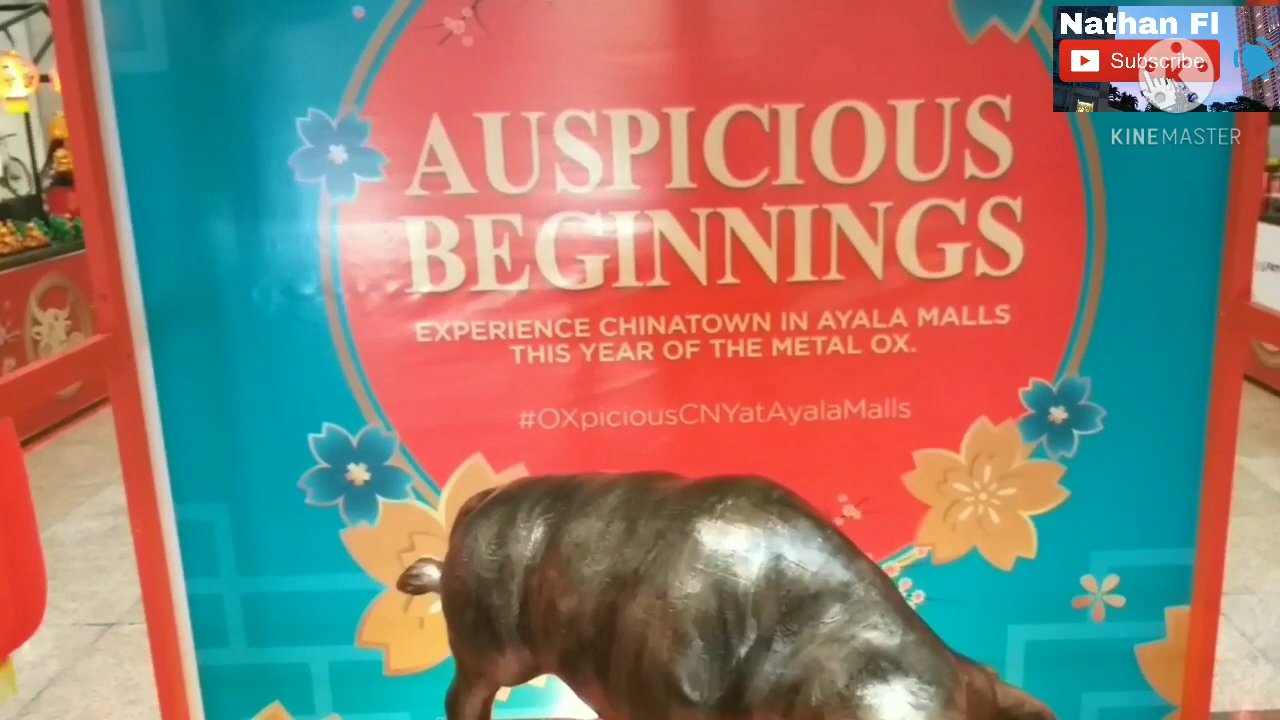 Nathan Fl
Subscribe
KINEMASTER
AUSPICIOUS
BEGINNINGS
EXPERIENCE CHINATOWN IN AYALA MALLS
THIS YEAR OF THE METAL OX.
#OXpiciousCNYatAyalaMalls